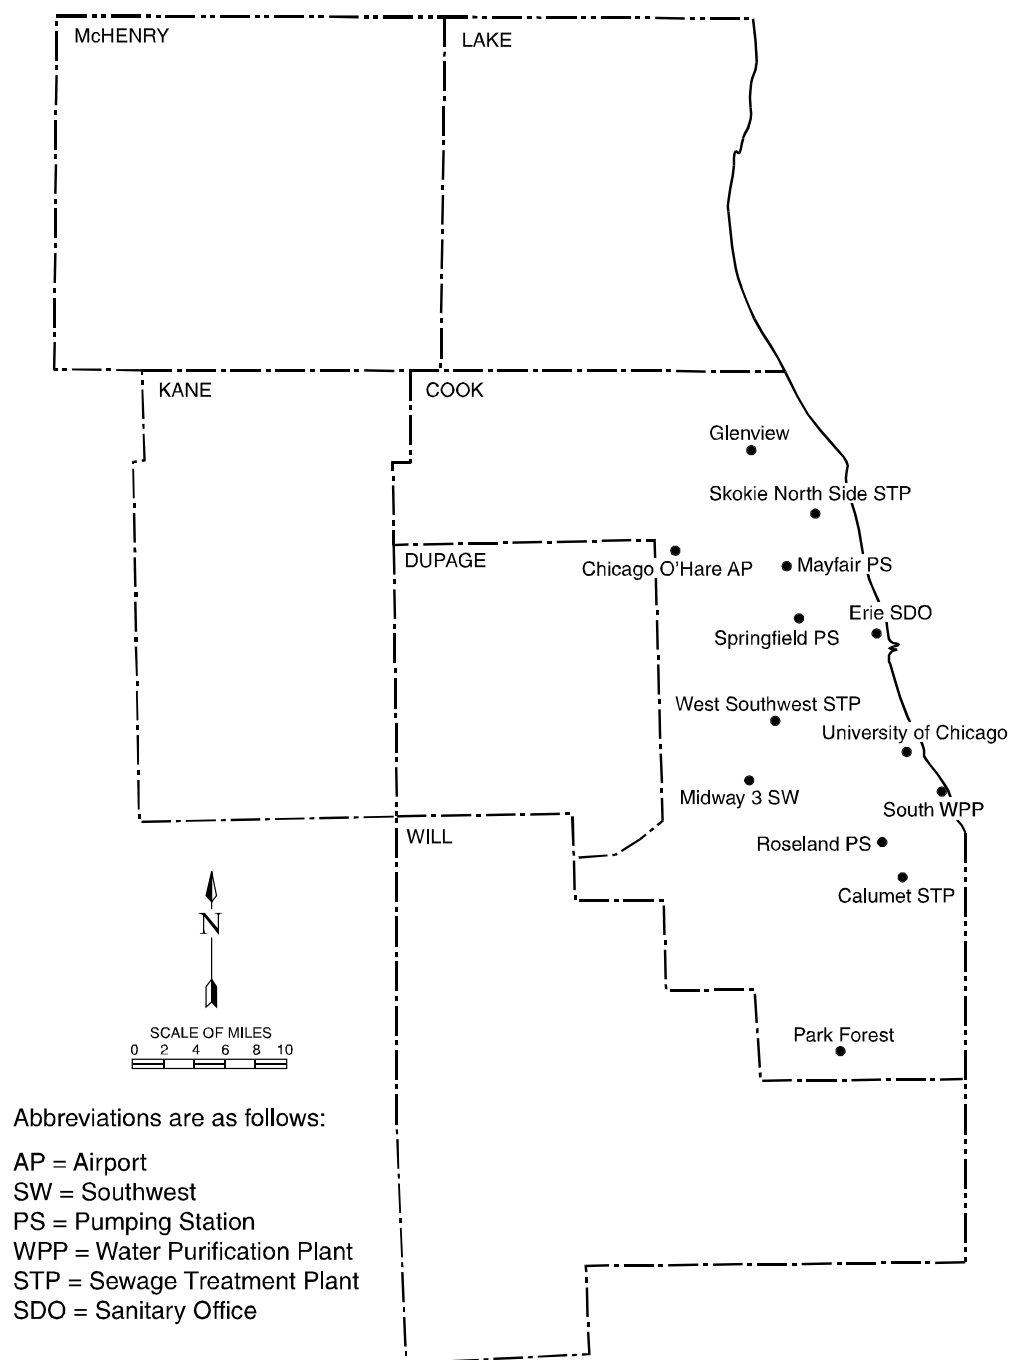 McHENRY
LAKE
KANE
COOK
Glenview
Skokie North Side STP
DUPAGE
Chicago O'Hare AP
Mayfair PS
Erie SDO
Springfield PS
West Southwest STP
University of Chicago
Midway 3 SW
South WPP
WILL
Roseland PS
Calumet STP
N
SCALE OF MILES
0 2 4 6 8 10
Park Forest
Abbreviations are as follows:
AP = Airport
SW = Southwest
PS = Pumping Station
WPP = Water Purification Plant
STP = Sewage Treatment Plant
SDO = Sanitary Office